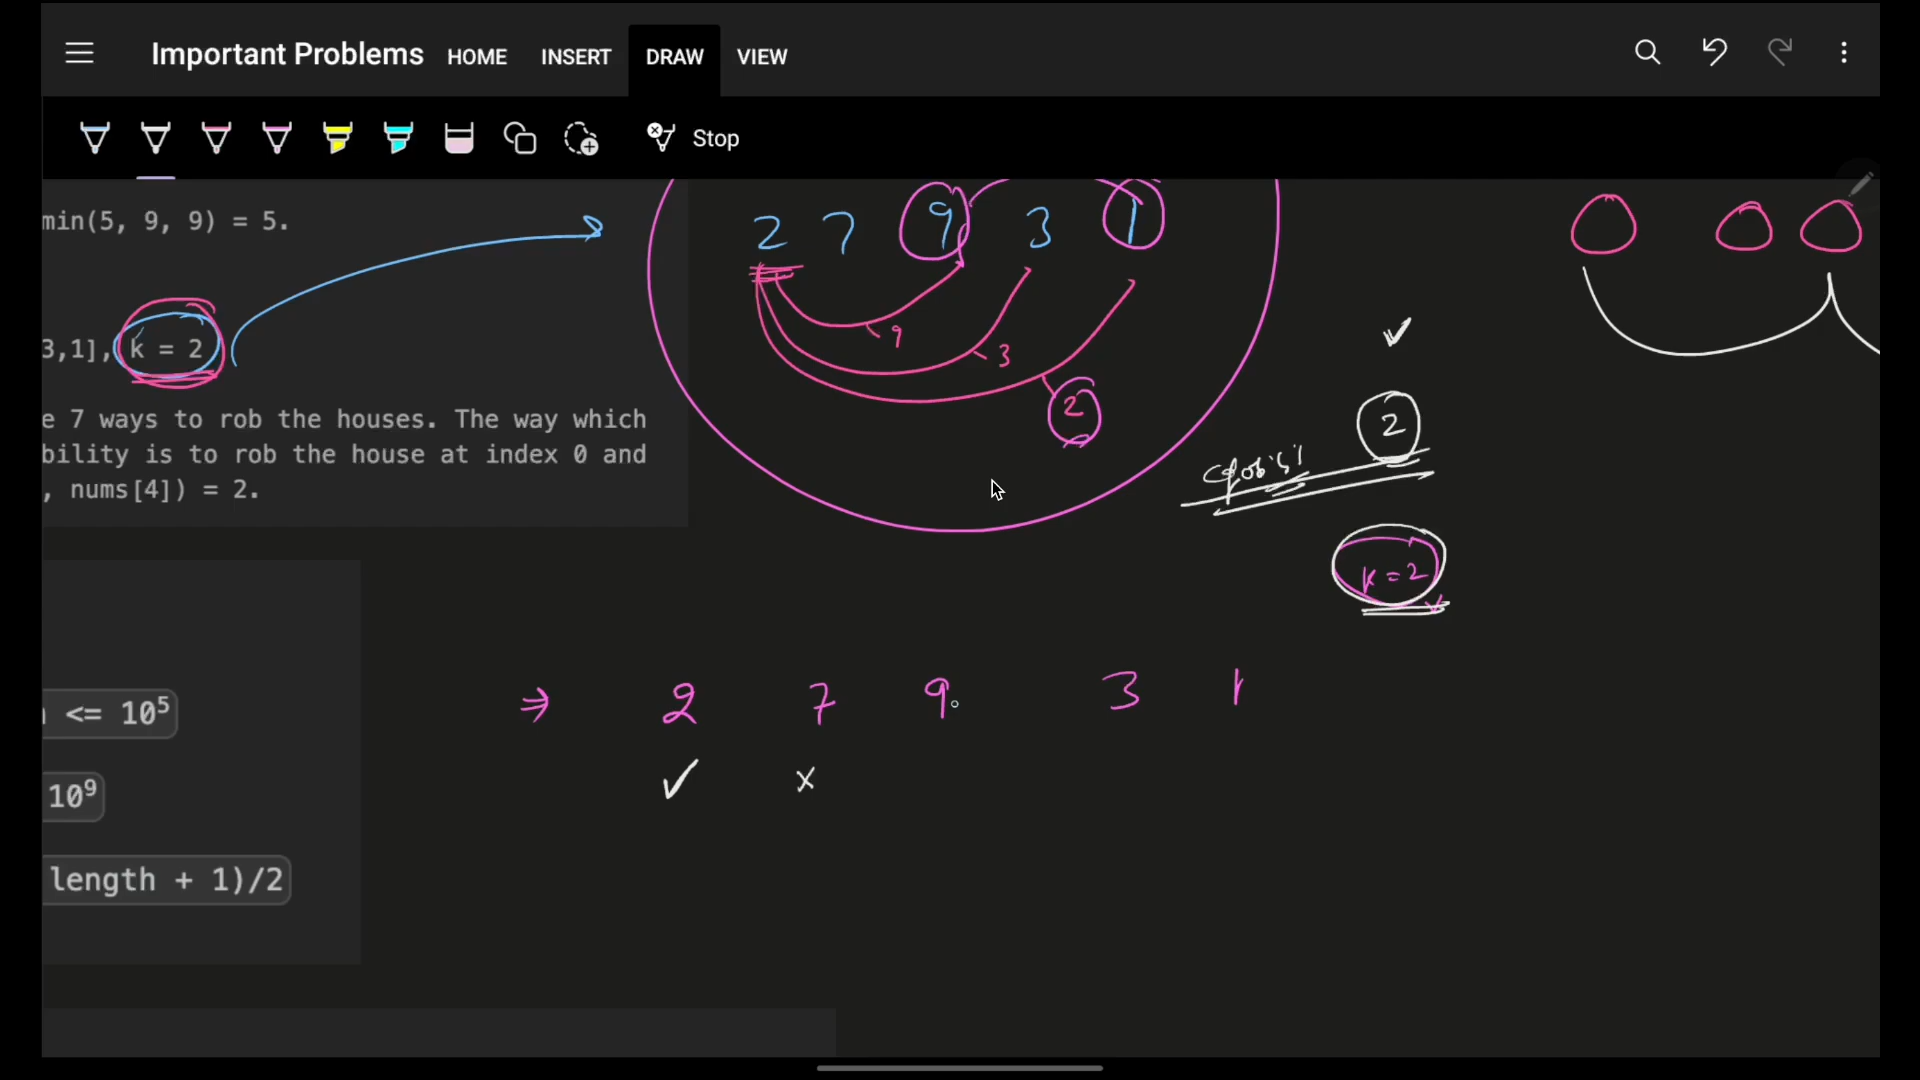 Important Problems HOME INSERT DRAW VIEW
Stop
min(5, 9, 9) = 5.
2 7 9 3 1
9
3,1], k = 2
3
2
2
e 7 ways to rob the houses. The way which
bility is to rob the house at index 0 and
, nums[4]) = 2.
k = 2
⇒ 2 7 9 3 1
<= 10⁵
✓ x
10⁹
length + 1)/2